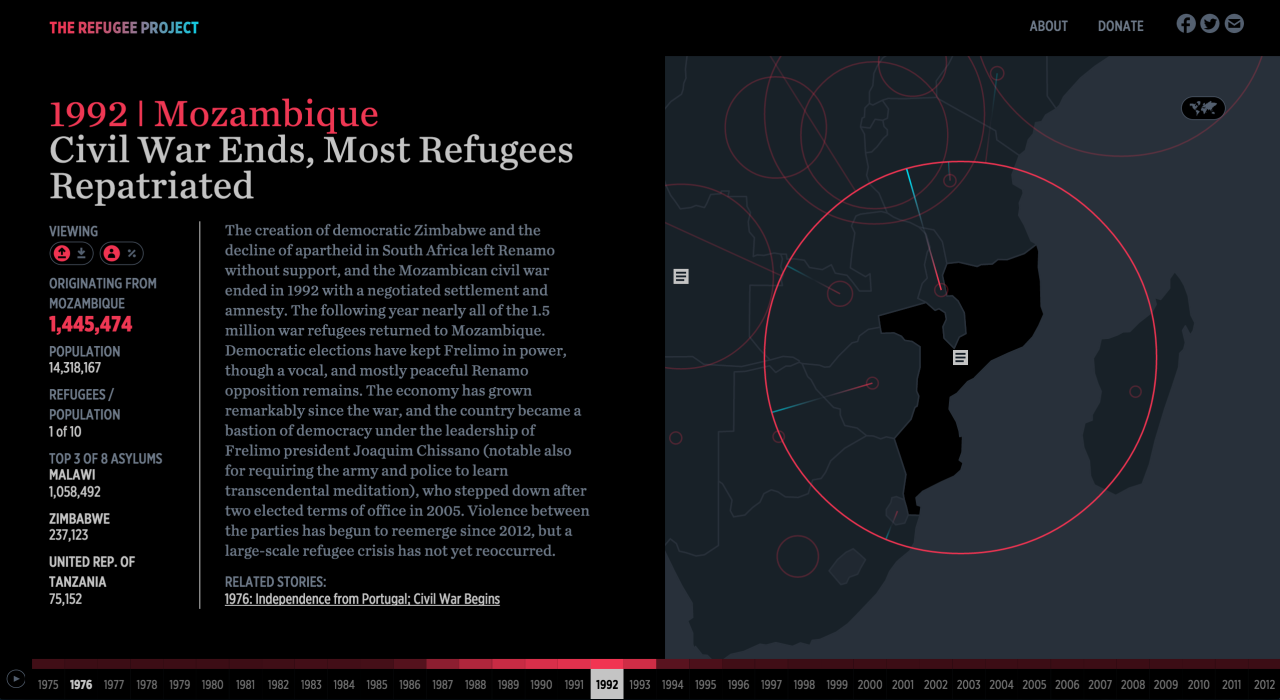 THE REFUGEE PROJECT
ABOUT
DONATE
1992 | Mozambique
Civil War Ends, Most Refugees
Repatriated
VIEWING
%
ORIGINATING FROM
MOZAMBIQUE
1,445,474
POPULATION
14,318,167
REFUGEES /
POPULATION
1 of 10
TOP 3 OF 8 ASYLUMS
MALAWI
1,058,492
ZIMBABWE
237,123
UNITED REP. OF
TANZANIA
75,152
The creation of democratic Zimbabwe and the
decline of apartheid in South Africa left Renamo
without support, and the Mozambican civil war
ended in 1992 with a negotiated settlement and
amnesty. The following year nearly all of the 1.5
million war refugees returned to Mozambique.
Democratic elections have kept Frelimo in power,
though a vocal, and mostly peaceful Renamo
opposition remains. The economy has grown
remarkably since the war, and the country became a
bastion of democracy under the leadership of
Frelimo president Joaquim Chissano (notable also
for requiring the army and police to learn
transcendental meditation), who stepped down after
two elected terms of office in 2005. Violence between
the parties has begun to reemerge since 2012, but a
large-scale refugee crisis has not yet reoccurred.
RELATED STORIES:
1976: Independence from Portugal; Civil War Begins
1975 1976 1977 1978 1979 1980 1981 1982 1983 1984 1985 1986 1987 1988 1989 1990 1991 1992 1993 1994 1995 1996 1997 1998 1999 2000 2001 2002 2003 2004 2005 2006 2007 2008 2009 2010 2011 2012